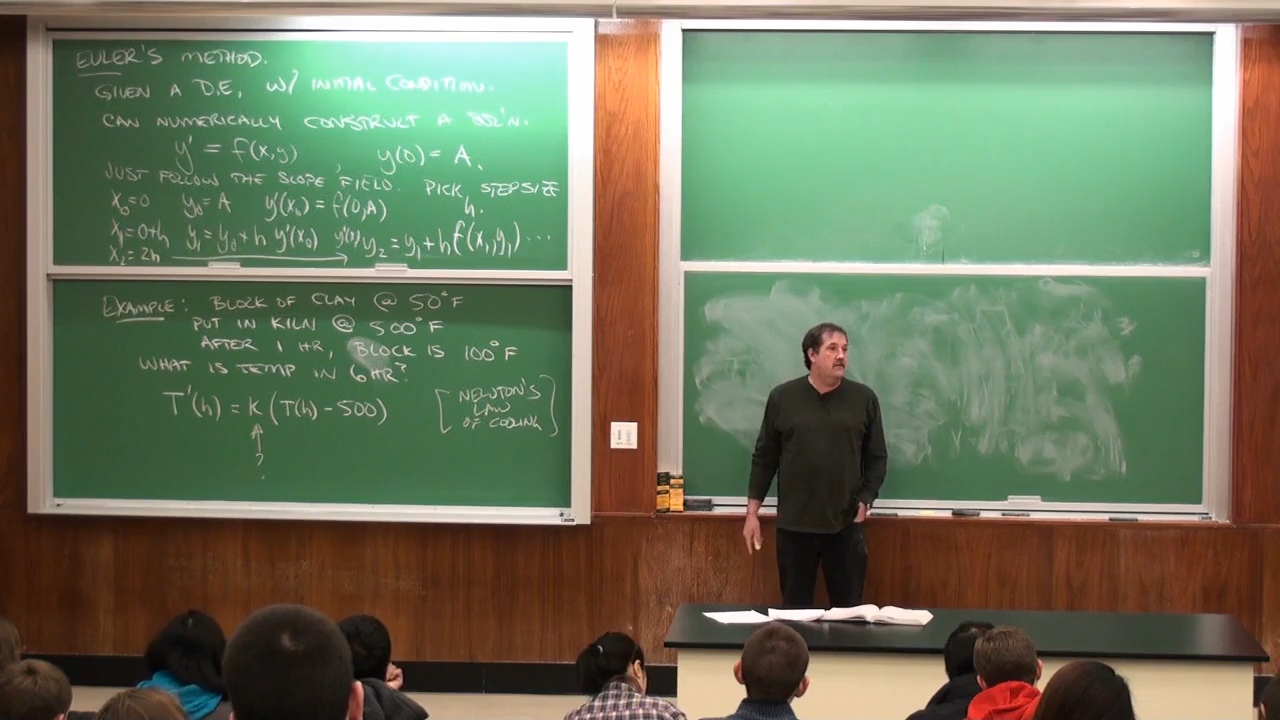 EULER'S METHOD.
GIVEN A D.E, W/ INITIAL CONDITION.
CAN NUMERICALLY CONSTRUCT A SOL'N.
y' = f(x,y), y(0) = A.
JUST FOLLOW THE SLOPE FIELD. PICK STEPSIZE h.
x₀=0 y₀=A y'(x₀) = f(0,A)
x₁=0+h y₁=y₀+h y'(x₀) y₂=y₁+h f(x₁,y₁) ...
x₂=2h
EXAMPLE: BLOCK OF CLAY @ 50°F
PUT IN KILN @ 500°F
AFTER 1 HR, BLOCK IS 100°F
WHAT IS TEMP IN 6 HR?
T'(h) = K (T(h) - 500) [NEWTON'S
LAW
OF COOLING]
?